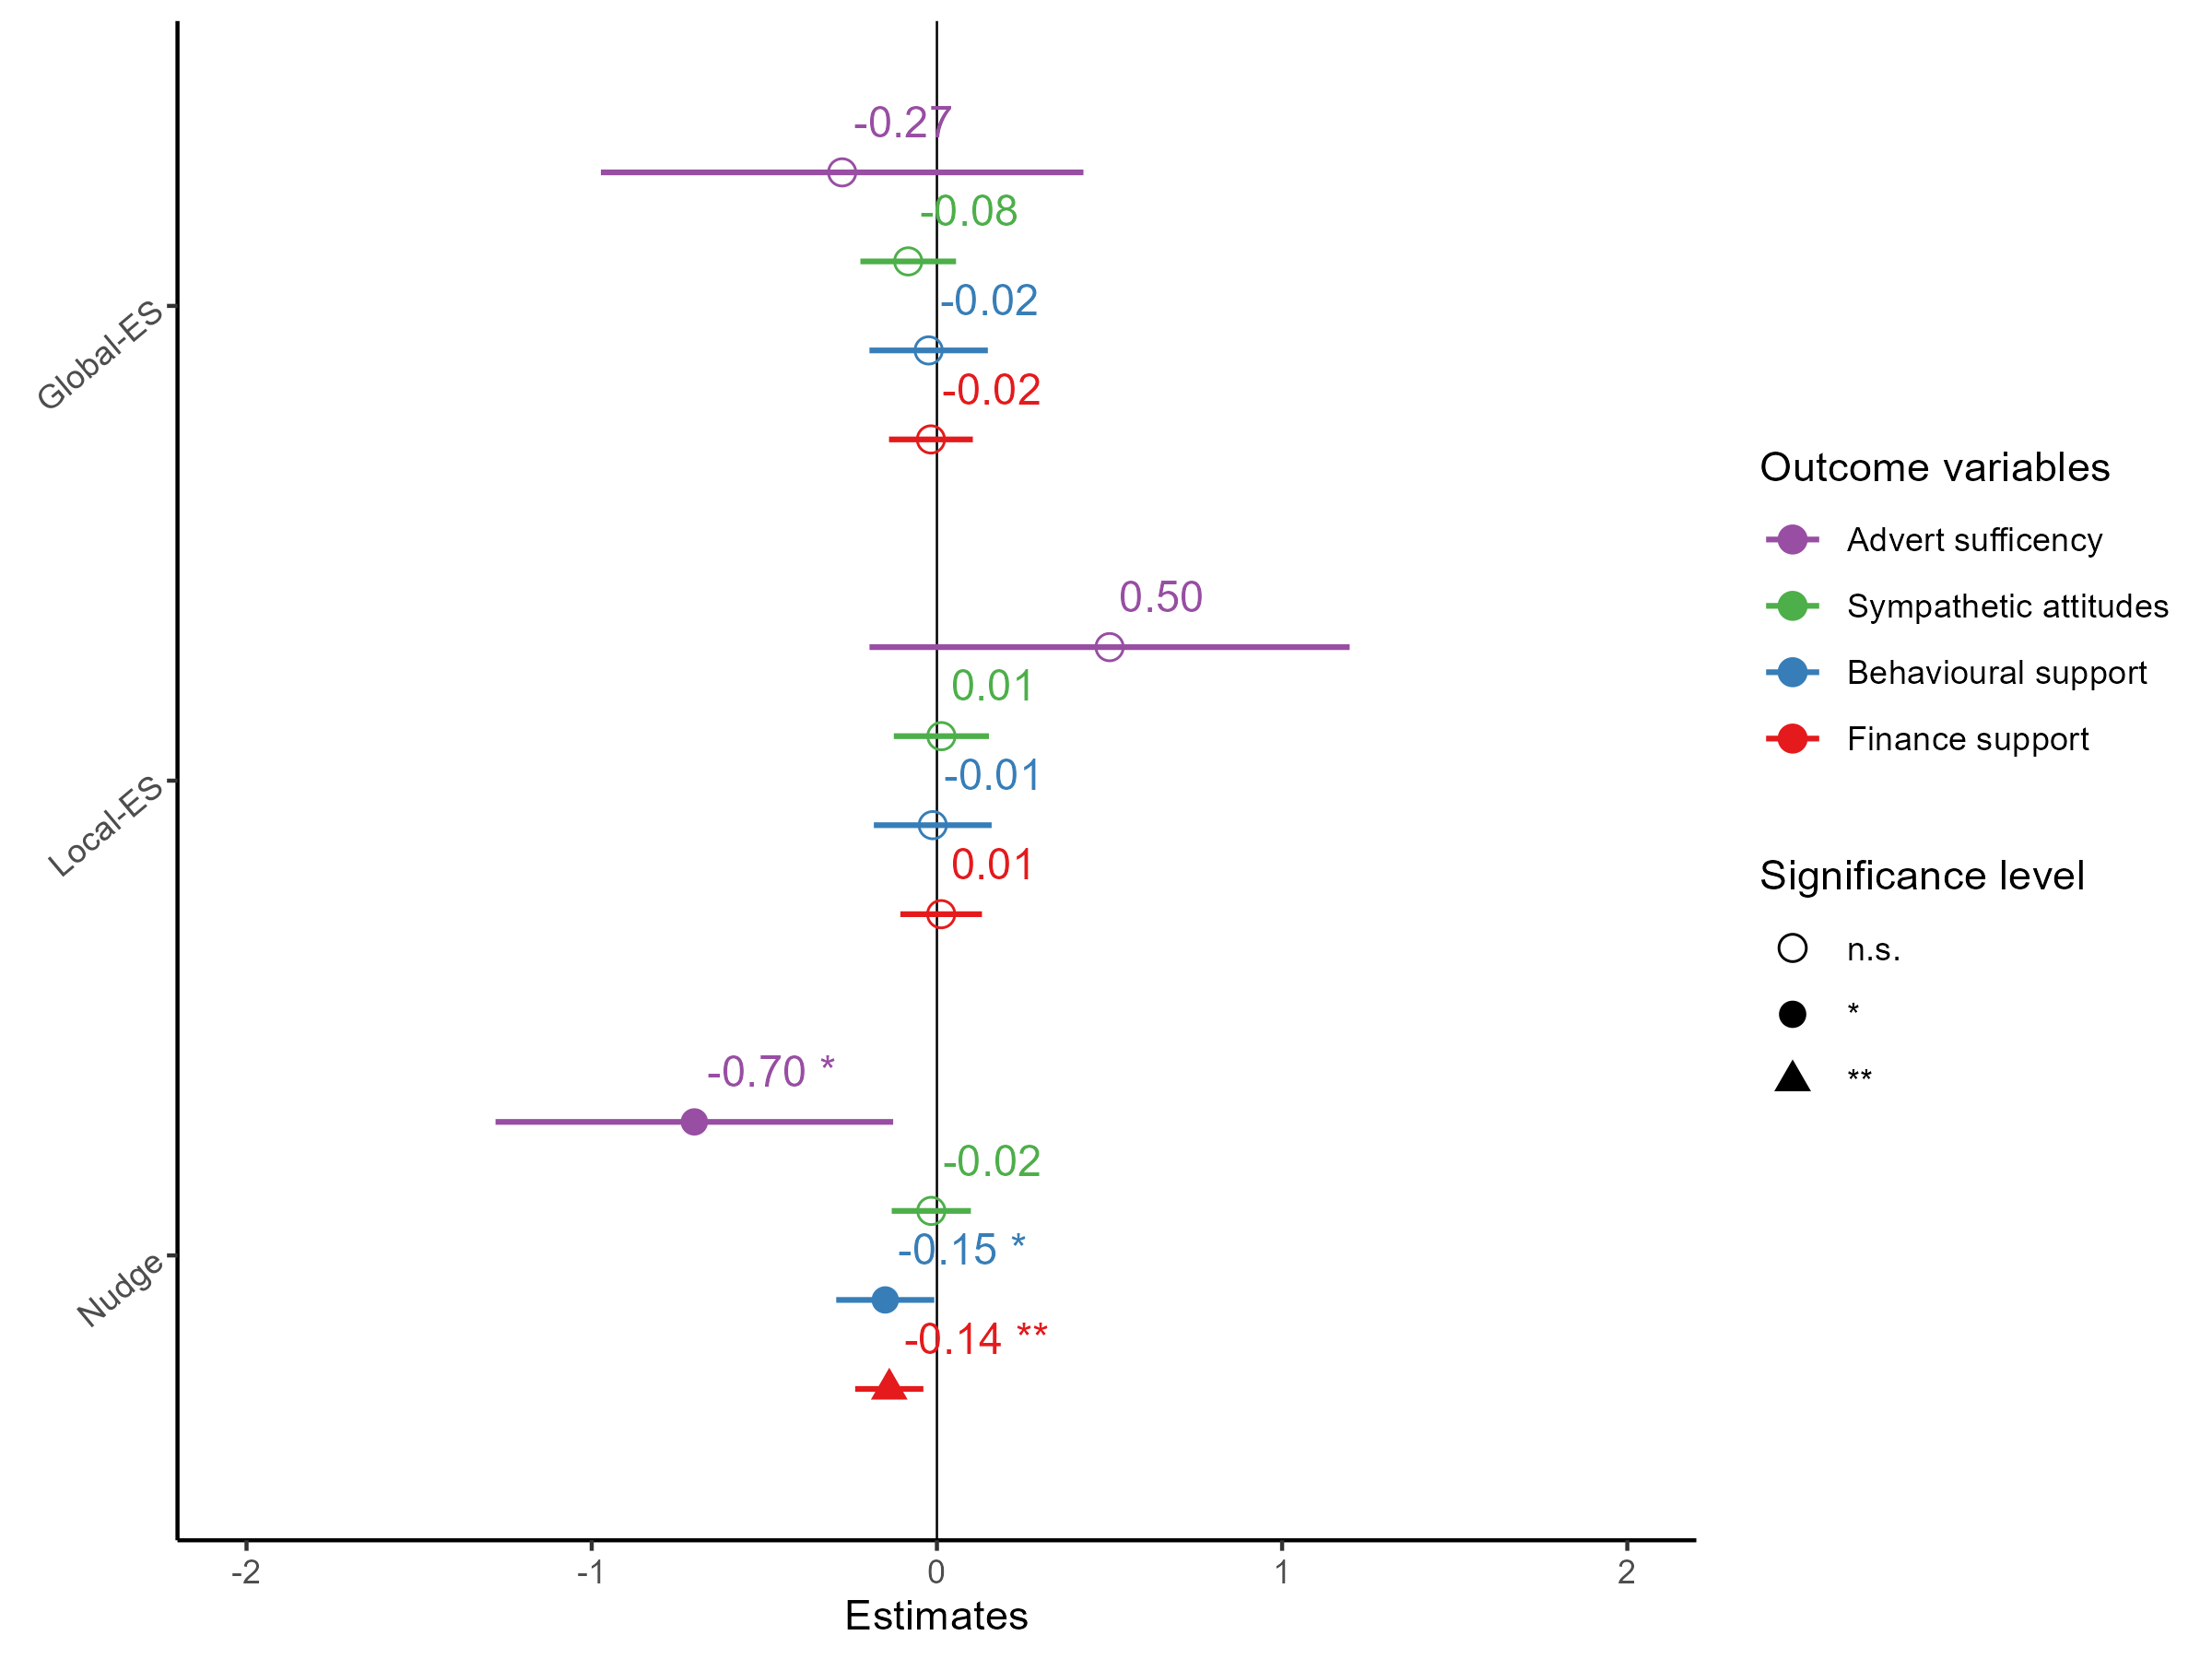 -0.27
-0.08
-0.02
-0.02
Global-ES
0.50
0.01
-0.01
0.01
Local-ES
-0.70 *
-0.02
-0.15 *
-0.14 **
Nudge
-2 -1 0 1 2
Estimates
Outcome variables
Advert sufficency
Sympathetic attitudes
Behavioural support
Finance support
Significance level
n.s.
*
**